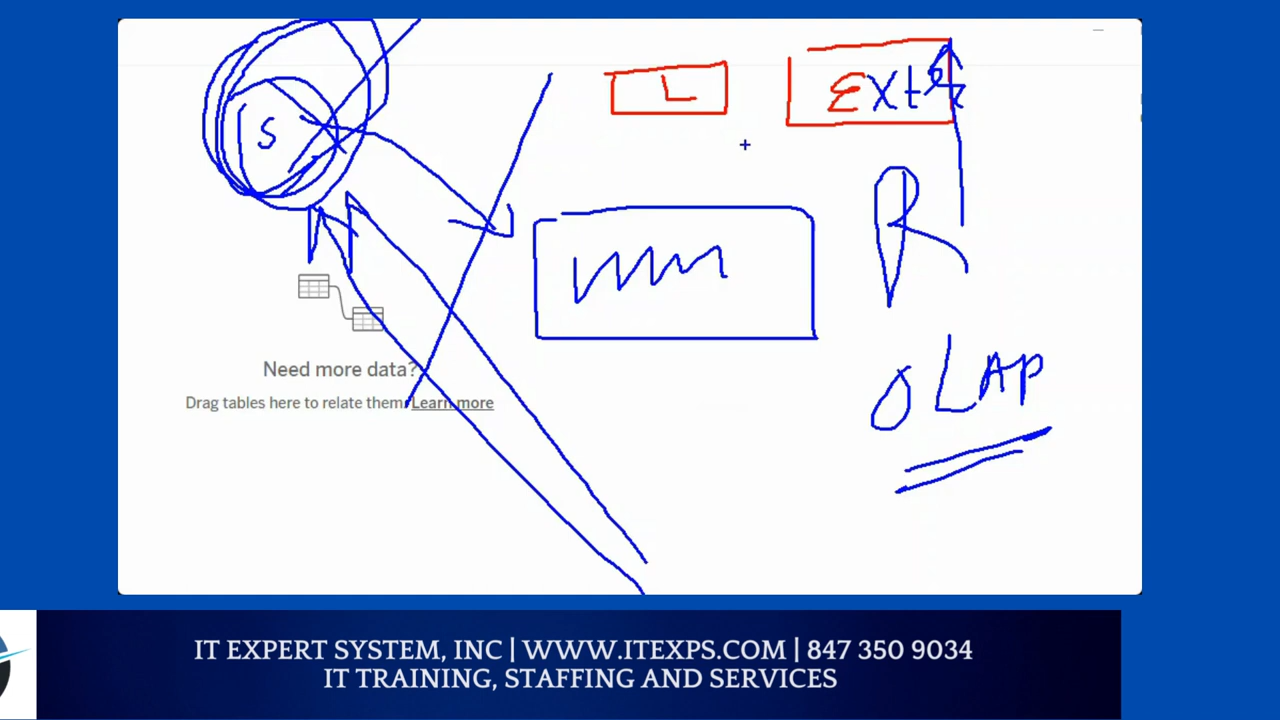 L
S
R
OLAP
Need more data?
Drag tables here to relate them. Learn more
IT EXPERT SYSTEM, INC | WWW.ITEXPS.COM | 847 350 9034
IT TRAINING, STAFFING AND SERVICES